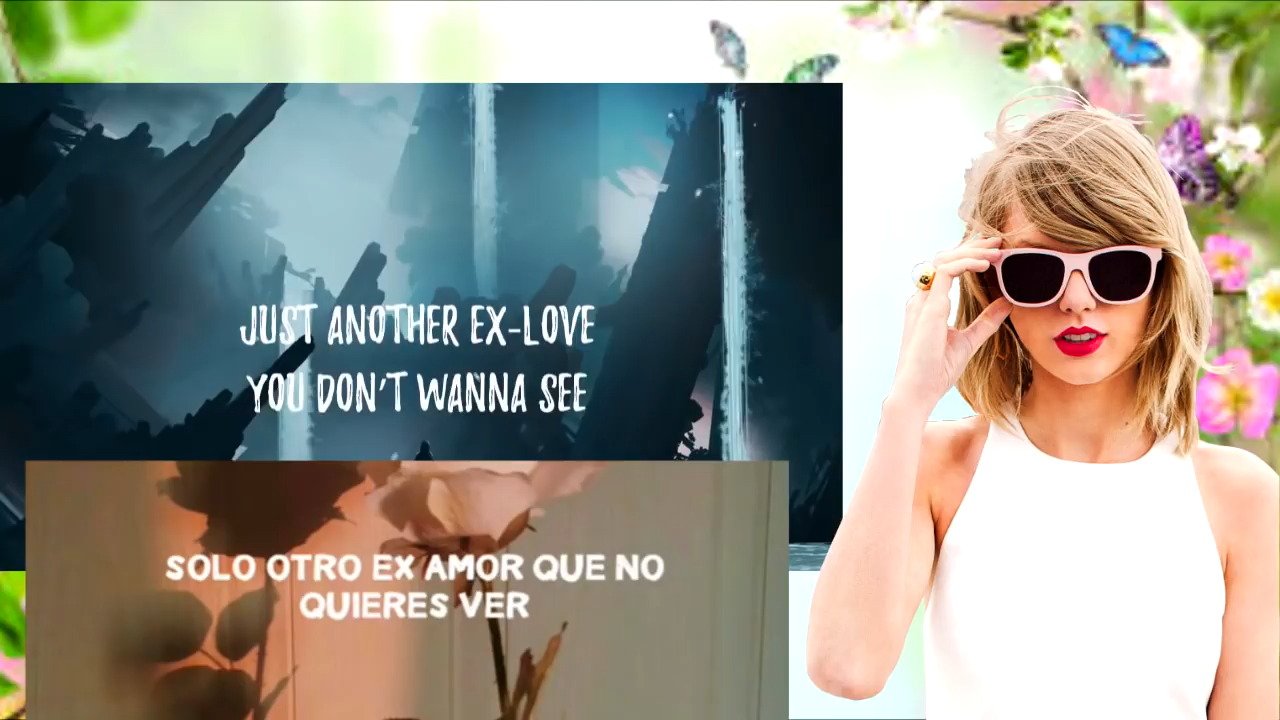 JUST ANOTHER EX-LOVE
YOU DON'T WANNA SEE
SOLO OTRO EX AMOR QUE NO
QUIERES VER